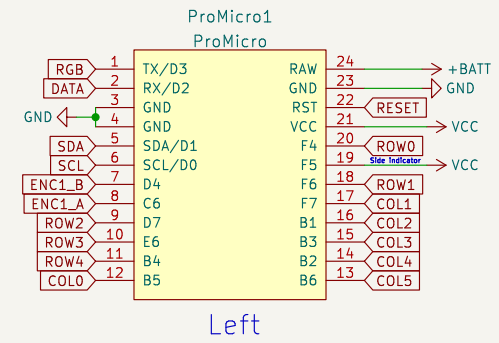 ProMicro1
ProMicro
RGB 1 TX/D3 RAW 24 +BATT
DATA 2 RX/D2 GND 23 GND
GND 3 GND RST 22 RESET
4 GND VCC 21 VCC
SDA 5 SDA/D1 F4 20 ROW0
SCL 6 SCL/D0 F5 19 Side indicator VCC
ENC1_B 7 D4 F6 18 ROW1
ENC1_A 8 C6 F7 17 COL1
ROW2 9 D7 B1 16 COL2
ROW3 10 E6 B3 15 COL3
ROW4 11 B4 B2 14 COL4
COL0 12 B5 B6 13 COL5
Left